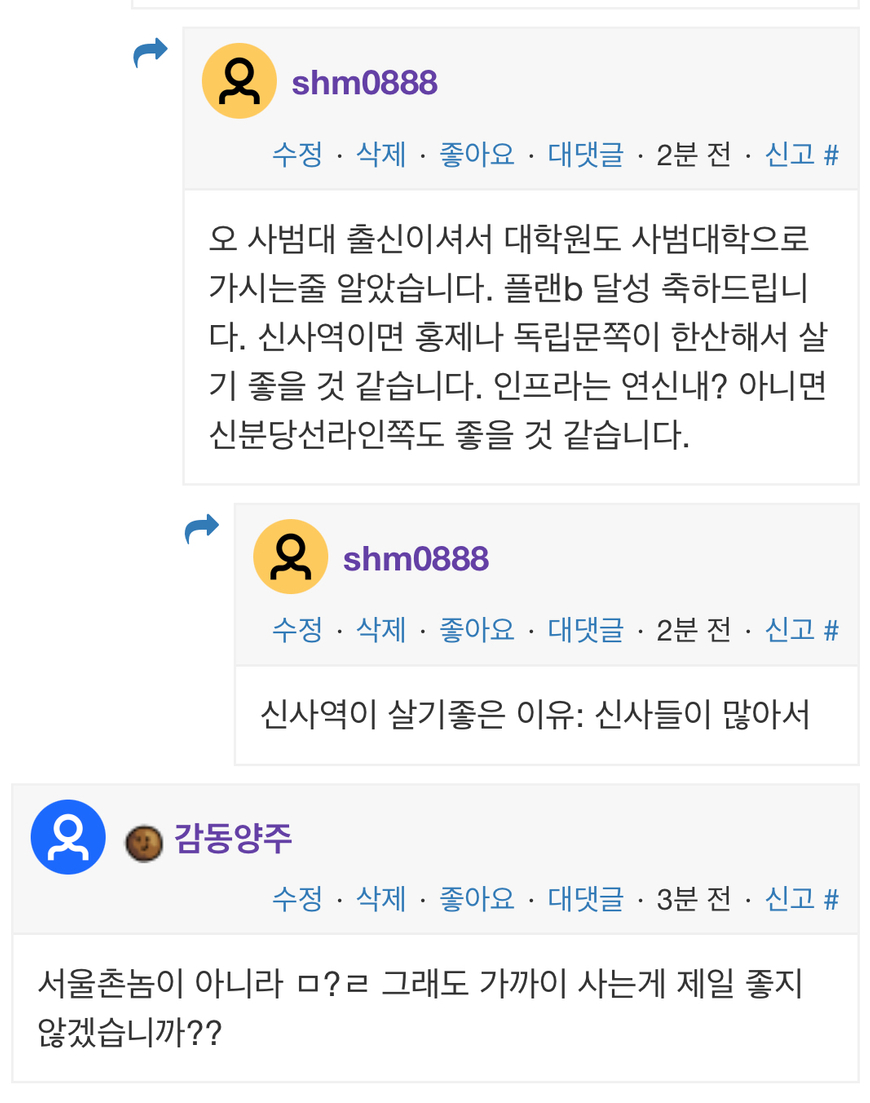 shm0888
수정 · 삭제 · 좋아요 · 대댓글 · 2분 전 · 신고 #
오 사범대 출신이셔서 대학원도 사범대학으로
가시는줄 알았습니다. 플랜b 달성 축하드립니
다. 신사역이면 홍제나 독립문쪽이 한산해서 살
기 좋을 것 같습니다. 인프라는 연신내? 아니면
신분당선라인쪽도 좋을 것 같습니다.
shm0888
수정 · 삭제 · 좋아요 · 대댓글 · 2분 전 · 신고 #
신사역이 살기좋은 이유: 신사들이 많아서
감동양주
수정 · 삭제 · 좋아요 · 대댓글 · 3분 전 · 신고 #
서울촌놈이 아니라 ㅁ?ㄹ 그래도 가까이 사는게 제일 좋지
않겠습니까??